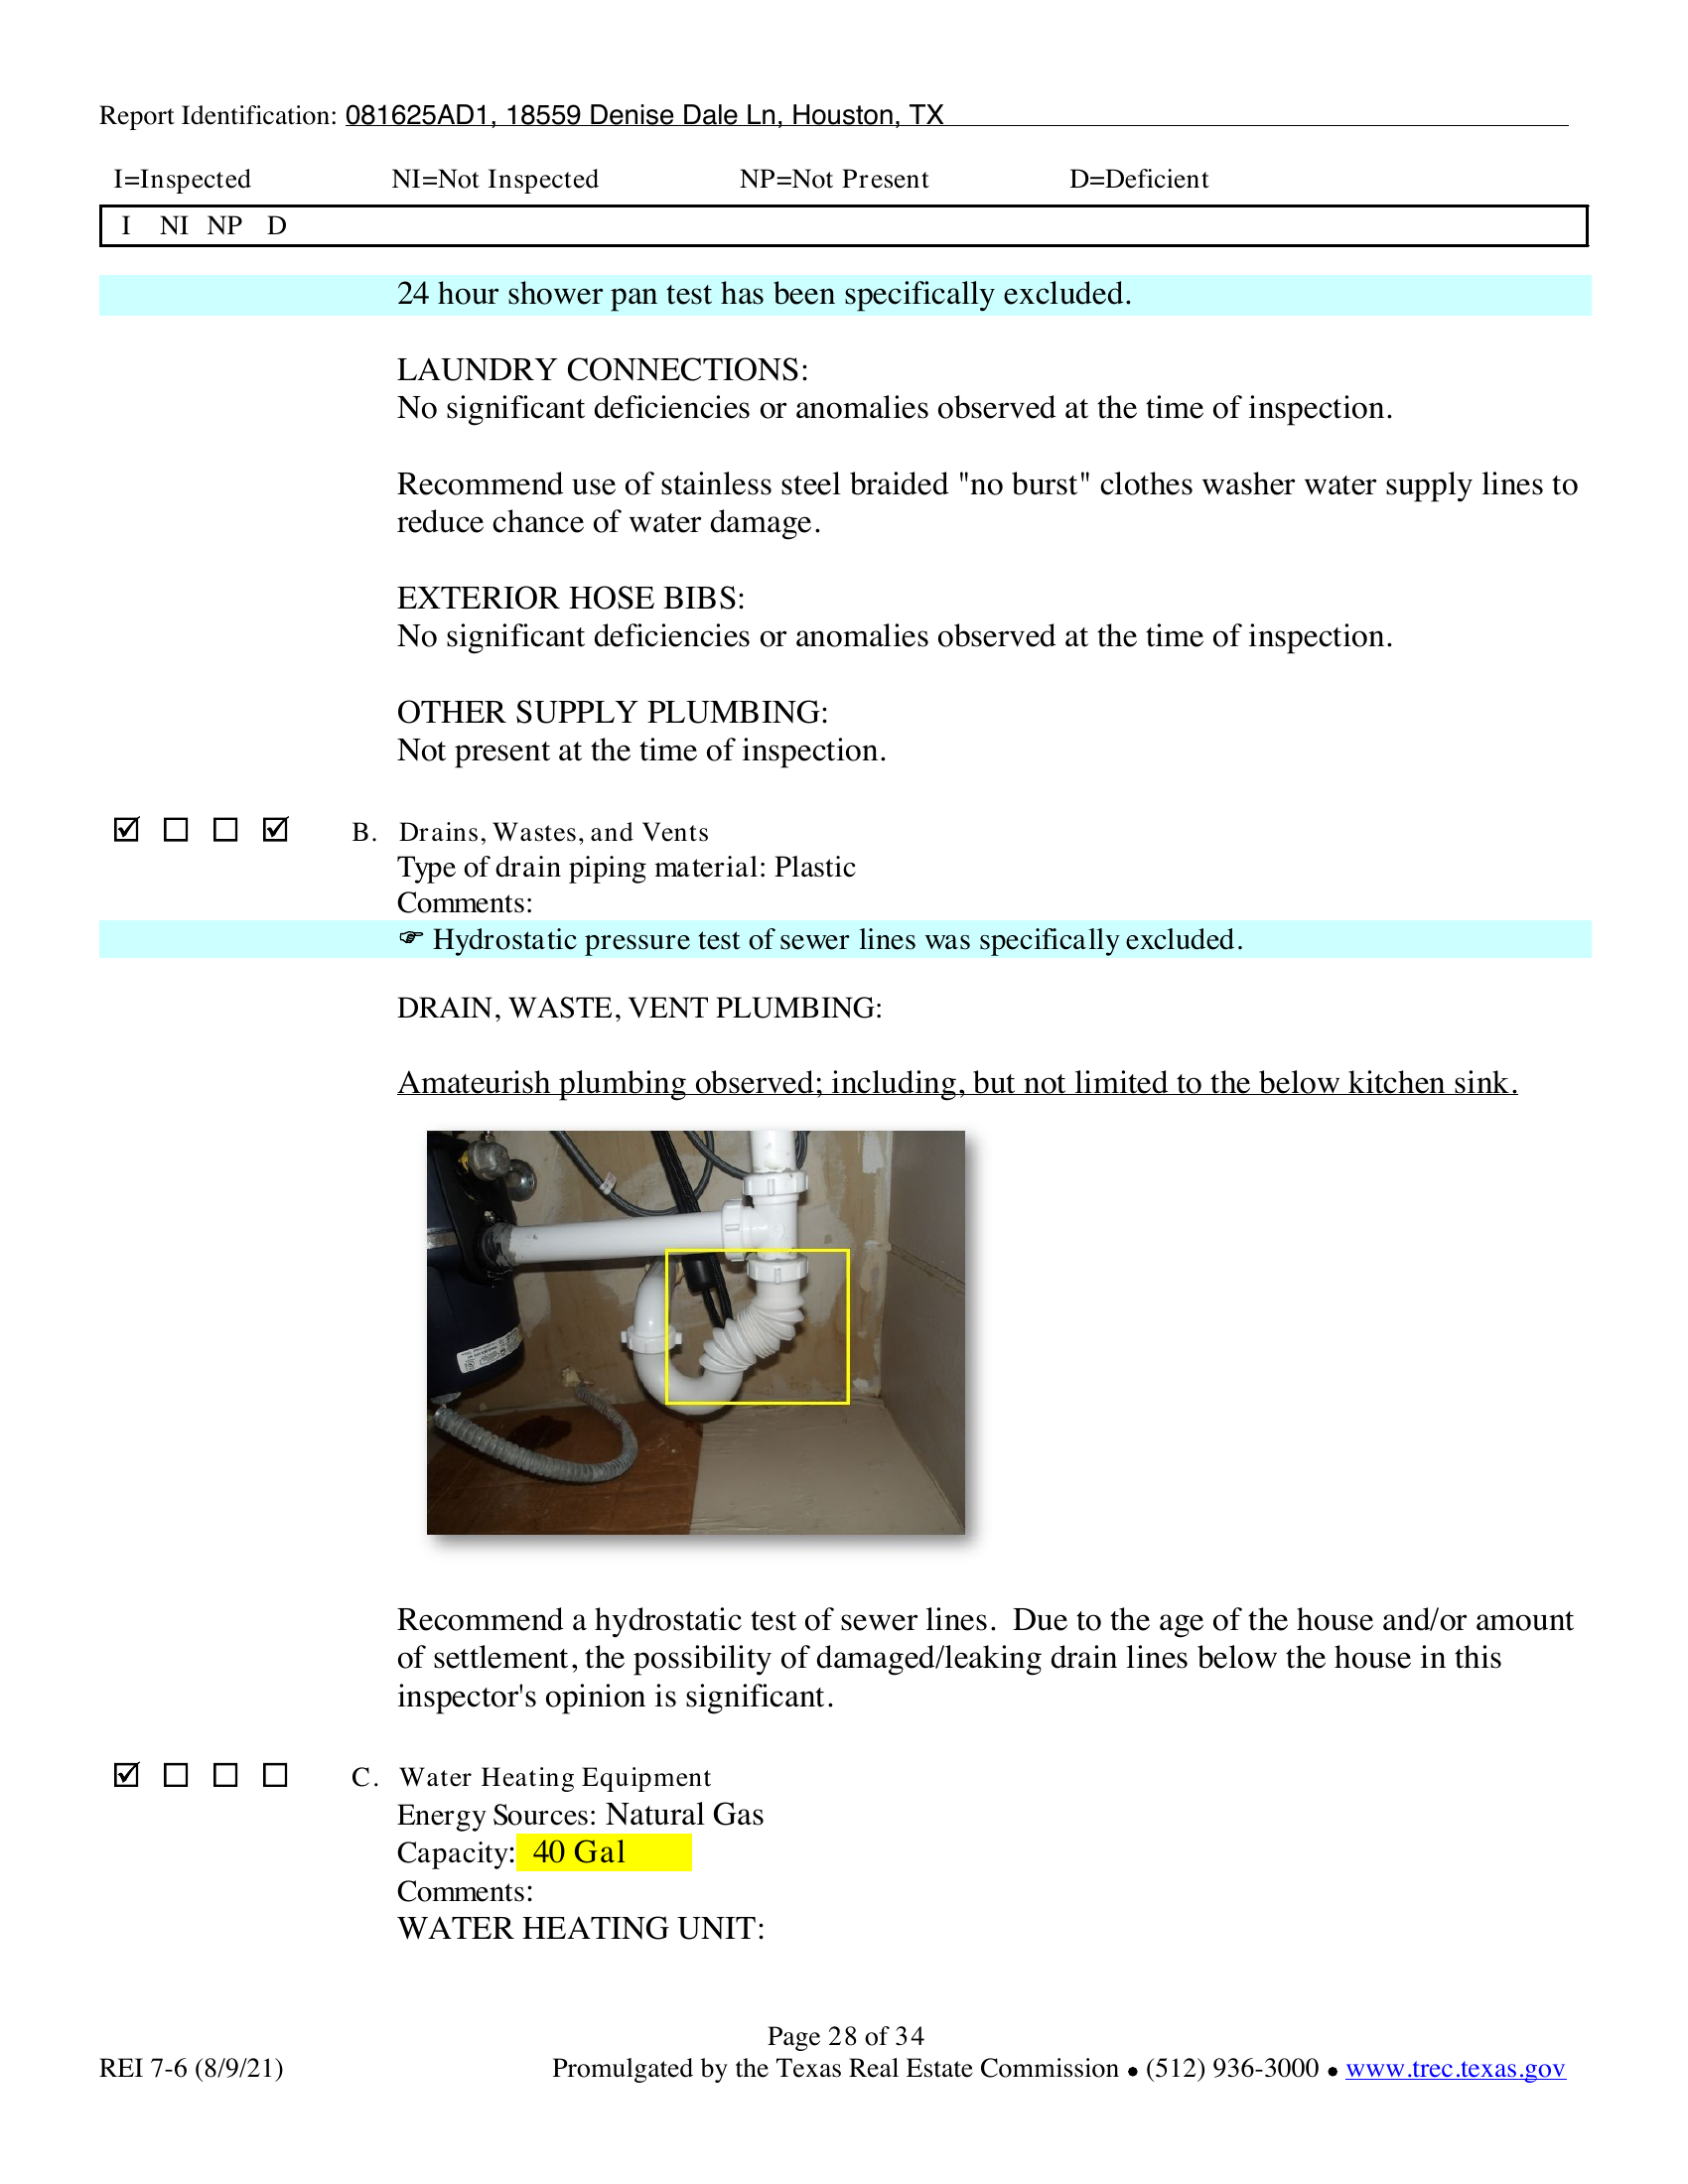 Report Identification: 081625AD1, 18559 Denise Dale Ln, Houston, TX
I=Inspected NI=Not Inspected NP=Not Present D=Deficient
I NI NP D
24 hour shower pan test has been specifically excluded.
LAUNDRY CONNECTIONS:
No significant deficiencies or anomalies observed at the time of inspection.
Recommend use of stainless steel braided "no burst" clothes washer water supply lines to
reduce chance of water damage.
EXTERIOR HOSE BIBS:
No significant deficiencies or anomalies observed at the time of inspection.
OTHER SUPPLY PLUMBING:
Not present at the time of inspection.
☑ ☐ ☐ ☑ B. Drains, Wastes, and Vents
Type of drain piping material: Plastic
Comments:
☞ Hydrostatic pressure test of sewer lines was specifically excluded.
DRAIN, WASTE, VENT PLUMBING:
Amateurish plumbing observed; including, but not limited to the below kitchen sink.
Recommend a hydrostatic test of sewer lines.  Due to the age of the house and/or amount
of settlement, the possibility of damaged/leaking drain lines below the house in this
inspector's opinion is significant.
☑ ☐ ☐ ☐ C. Water Heating Equipment
Energy Sources: Natural Gas
Capacity: 40 Gal
Comments:
WATER HEATING UNIT:
Page 28 of 34
REI 7-6 (8/9/21) Promulgated by the Texas Real Estate Commission ● (512) 936-3000 ● www.trec.texas.gov